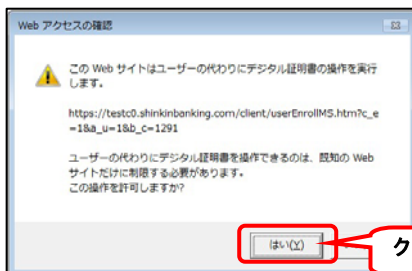 Web アクセスの確認
この Web サイトはユーザーの代わりにデジタル証明書の操作を実行
します。
https://testc0.shinkinbanking.com/client/userEnrollMS.htm?c_e
=1&a_u=1&b_c=1291
ユーザーの代わりにデジタル証明書を操作できるのは、既知の Web
サイトだけに制限する必要があります。
この操作を許可しますか?
はい(Y)
ク